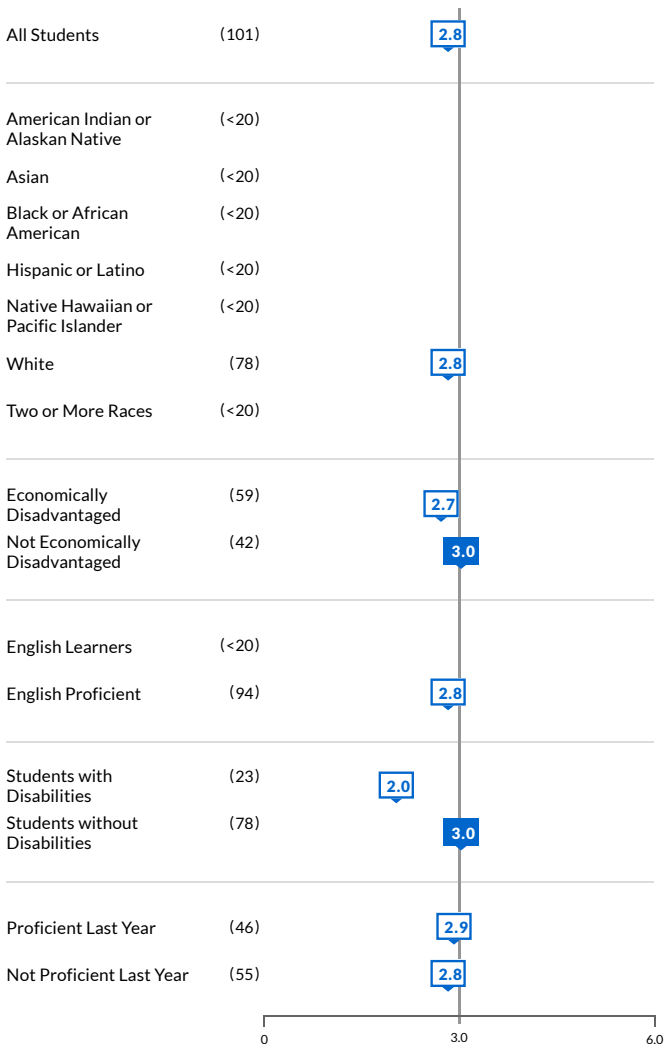 All Students (101) 2.8
American Indian or (<20)
Alaskan Native
Asian (<20)
Black or African (<20)
American
Hispanic or Latino (<20)
Native Hawaiian or (<20)
Pacific Islander
White (78) 2.8
Two or More Races (<20)
Economically (59) 2.7
Disadvantaged
Not Economically (42) 3.0
Disadvantaged
English Learners (<20)
English Proficient (94) 2.8
Students with (23) 2.0
Disabilities
Students without (78) 3.0
Disabilities
Proficient Last Year (46) 2.9
Not Proficient Last Year (55) 2.8
0 3.0 6.0